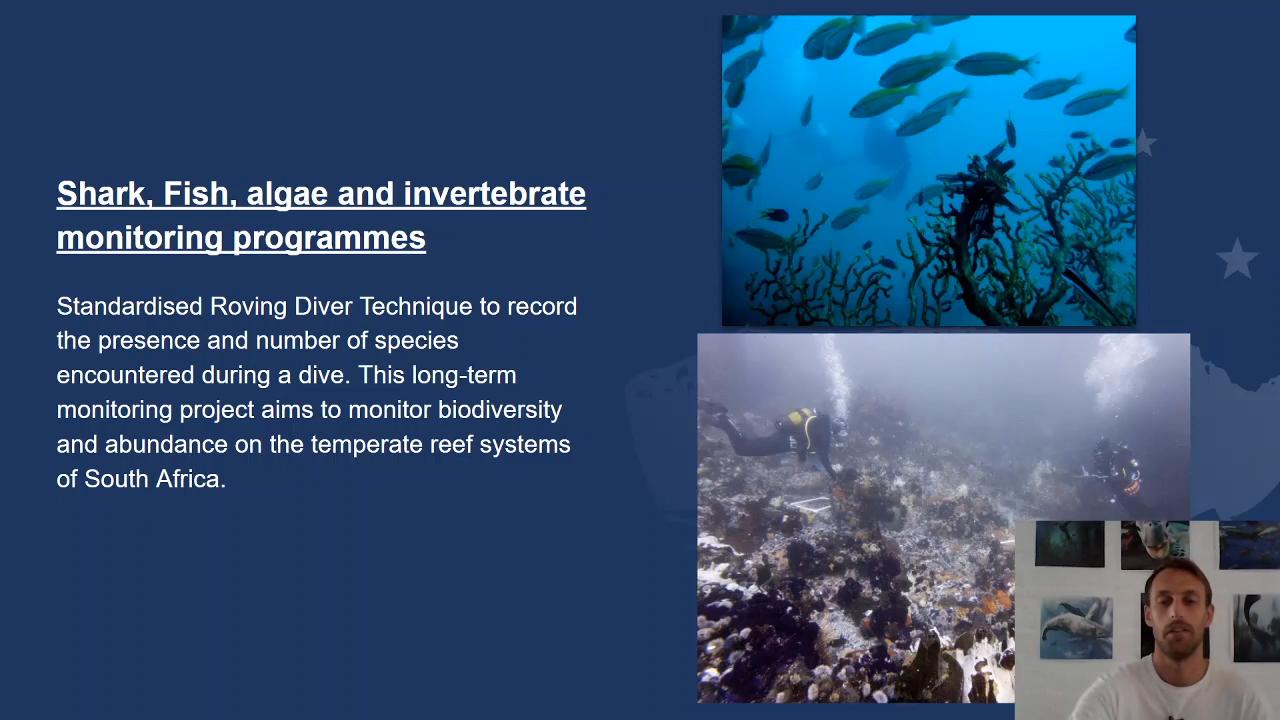 Shark, Fish, algae and invertebrate
monitoring programmes
Standardised Roving Diver Technique to record
the presence and number of species
encountered during a dive. This long-term
monitoring project aims to monitor biodiversity
and abundance on the temperate reef systems
of South Africa.